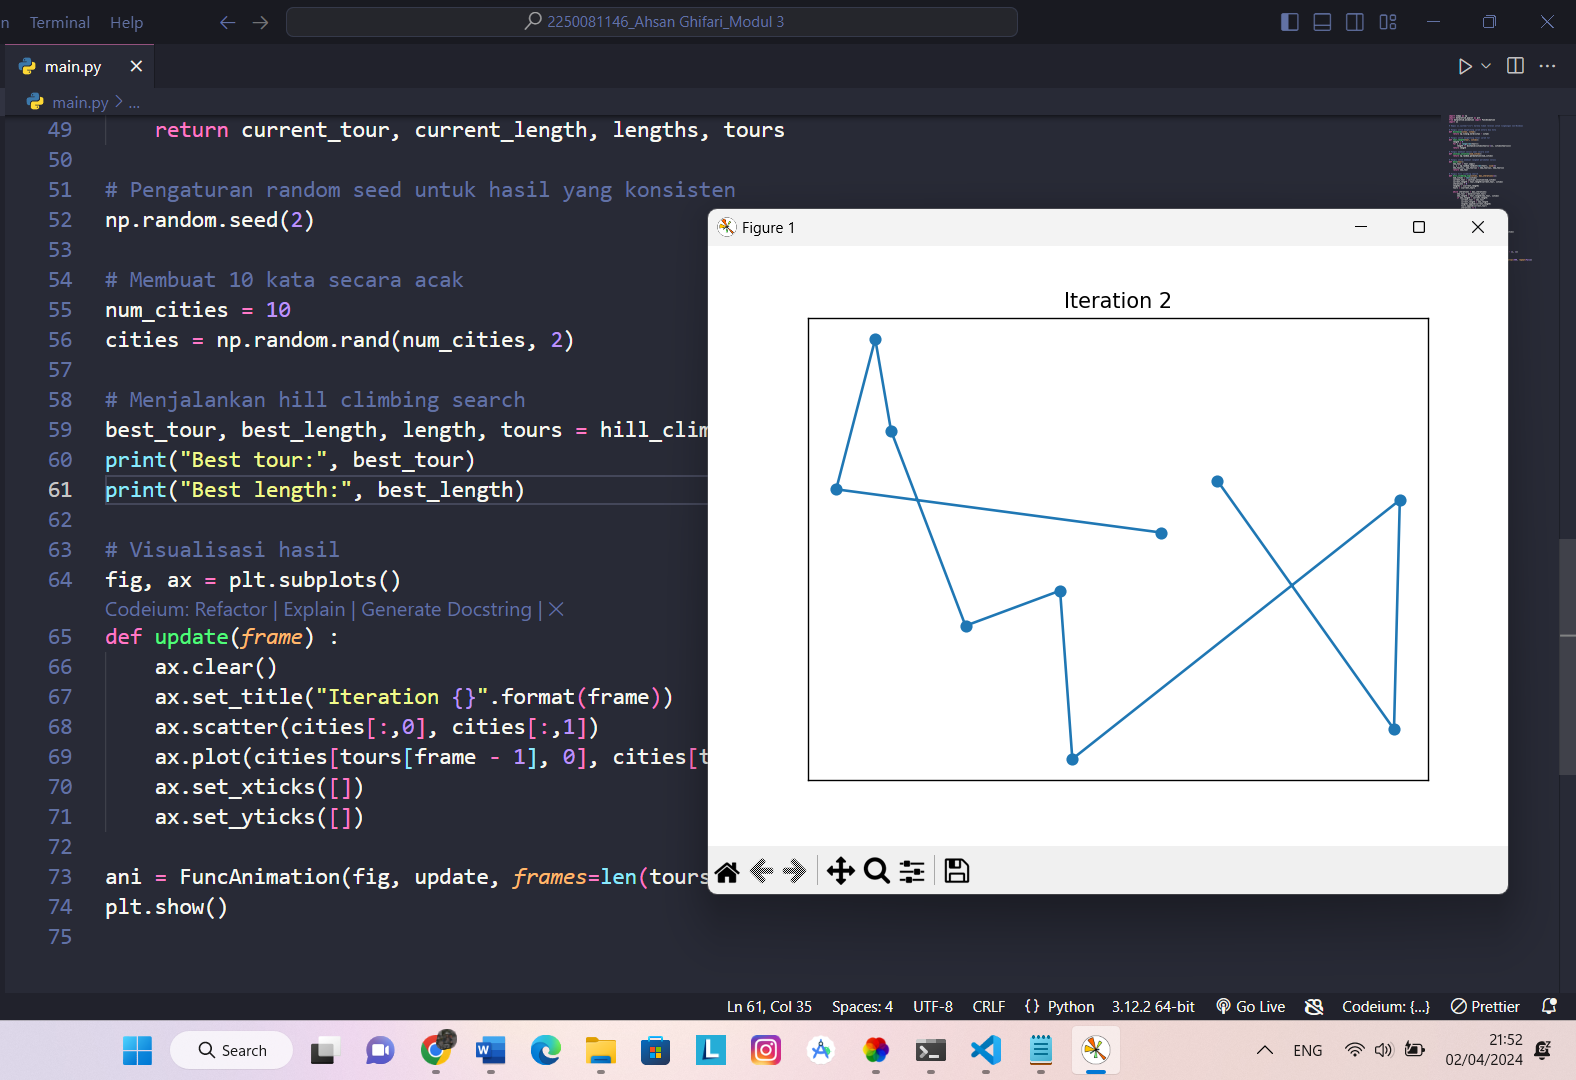 n Terminal Help
2250081146_Ahsan Ghifari_Modul 3
main.py
main.py > ...
49 return current_tour, current_length, lengths, tours
50
51 # Pengaturan random seed untuk hasil yang konsisten
52 np.random.seed(2)
53
54 # Membuat 10 kata secara acak
55 num_cities = 10
56 cities = np.random.rand(num_cities, 2)
57
58 # Menjalankan hill climbing search
59 best_tour, best_length, length, tours = hill_clim
60 print("Best tour:", best_tour)
61 print("Best length:", best_length)
62
63 # Visualisasi hasil
64 fig, ax = plt.subplots()
Codeium: Refactor | Explain | Generate Docstring | ×
65 def update(frame) :
66 ax.clear()
67 ax.set_title("Iteration {}".format(frame))
68 ax.scatter(cities[:,0], cities[:,1])
69 ax.plot(cities[tours[frame - 1], 0], cities[t
70 ax.set_xticks([])
71 ax.set_yticks([])
72
73 ani = FuncAnimation(fig, update, frames=len(tours
74 plt.show()
75
Figure 1
Iteration 2
Ln 61, Col 35 Spaces: 4 UTF-8 CRLF {} Python 3.12.2 64-bit Go Live Codeium: {...} Prettier
Search
ENG
21:52
02/04/2024